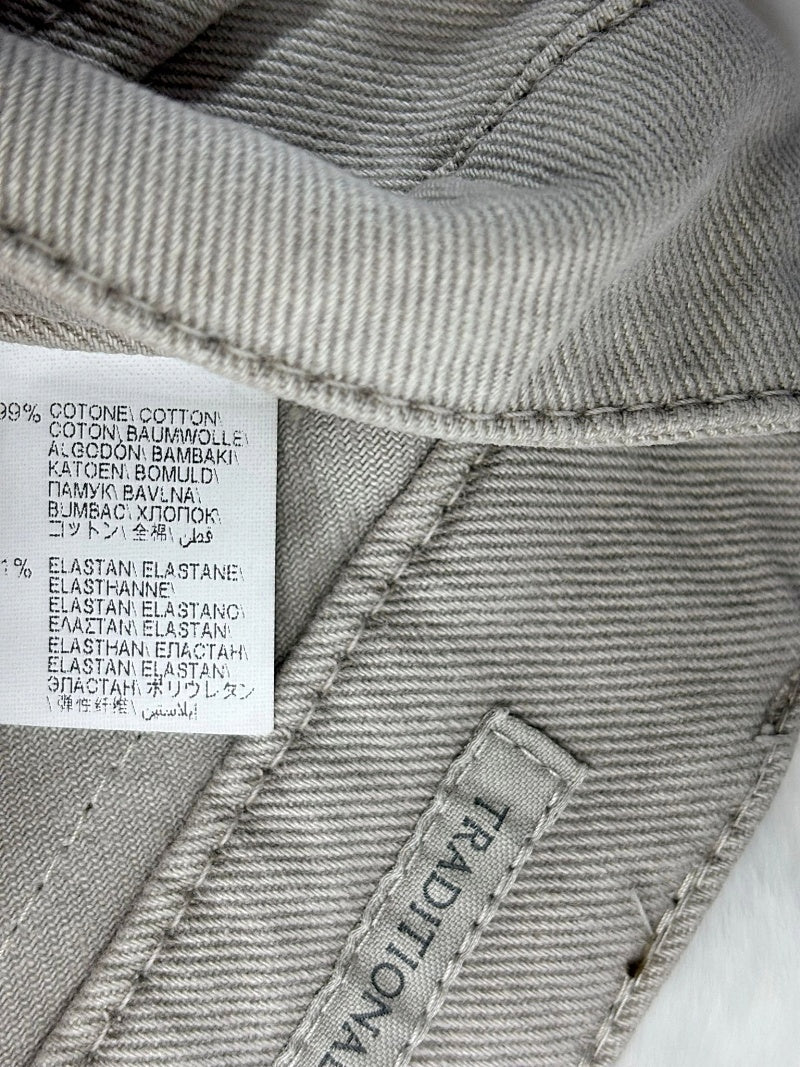 99% COTONE\ COTTON\
COTON\ BAUMWOLLE\
ALGODÓN\ BAMBAKI\
KATOEN\ BOMULD\
ПАМУК\ BAVLNA\
BUMBAC\ ХЛОПОК\
コットン\ 全棉\ قطن
1% ELASTAN\ ELASTANE\
ELASTHANNE\
ELASTAN\ ELASTANO\
ΕΛΑΣΤΑΝ\ ELASTAN\
ELASTHAN\ ЕЛАСТАН\
ELASTAN\ ELASTAN\
ЭЛАСТАН\ ポリウレタン
\ 弹性纤维\ إيلاستين
TRADITIONAL